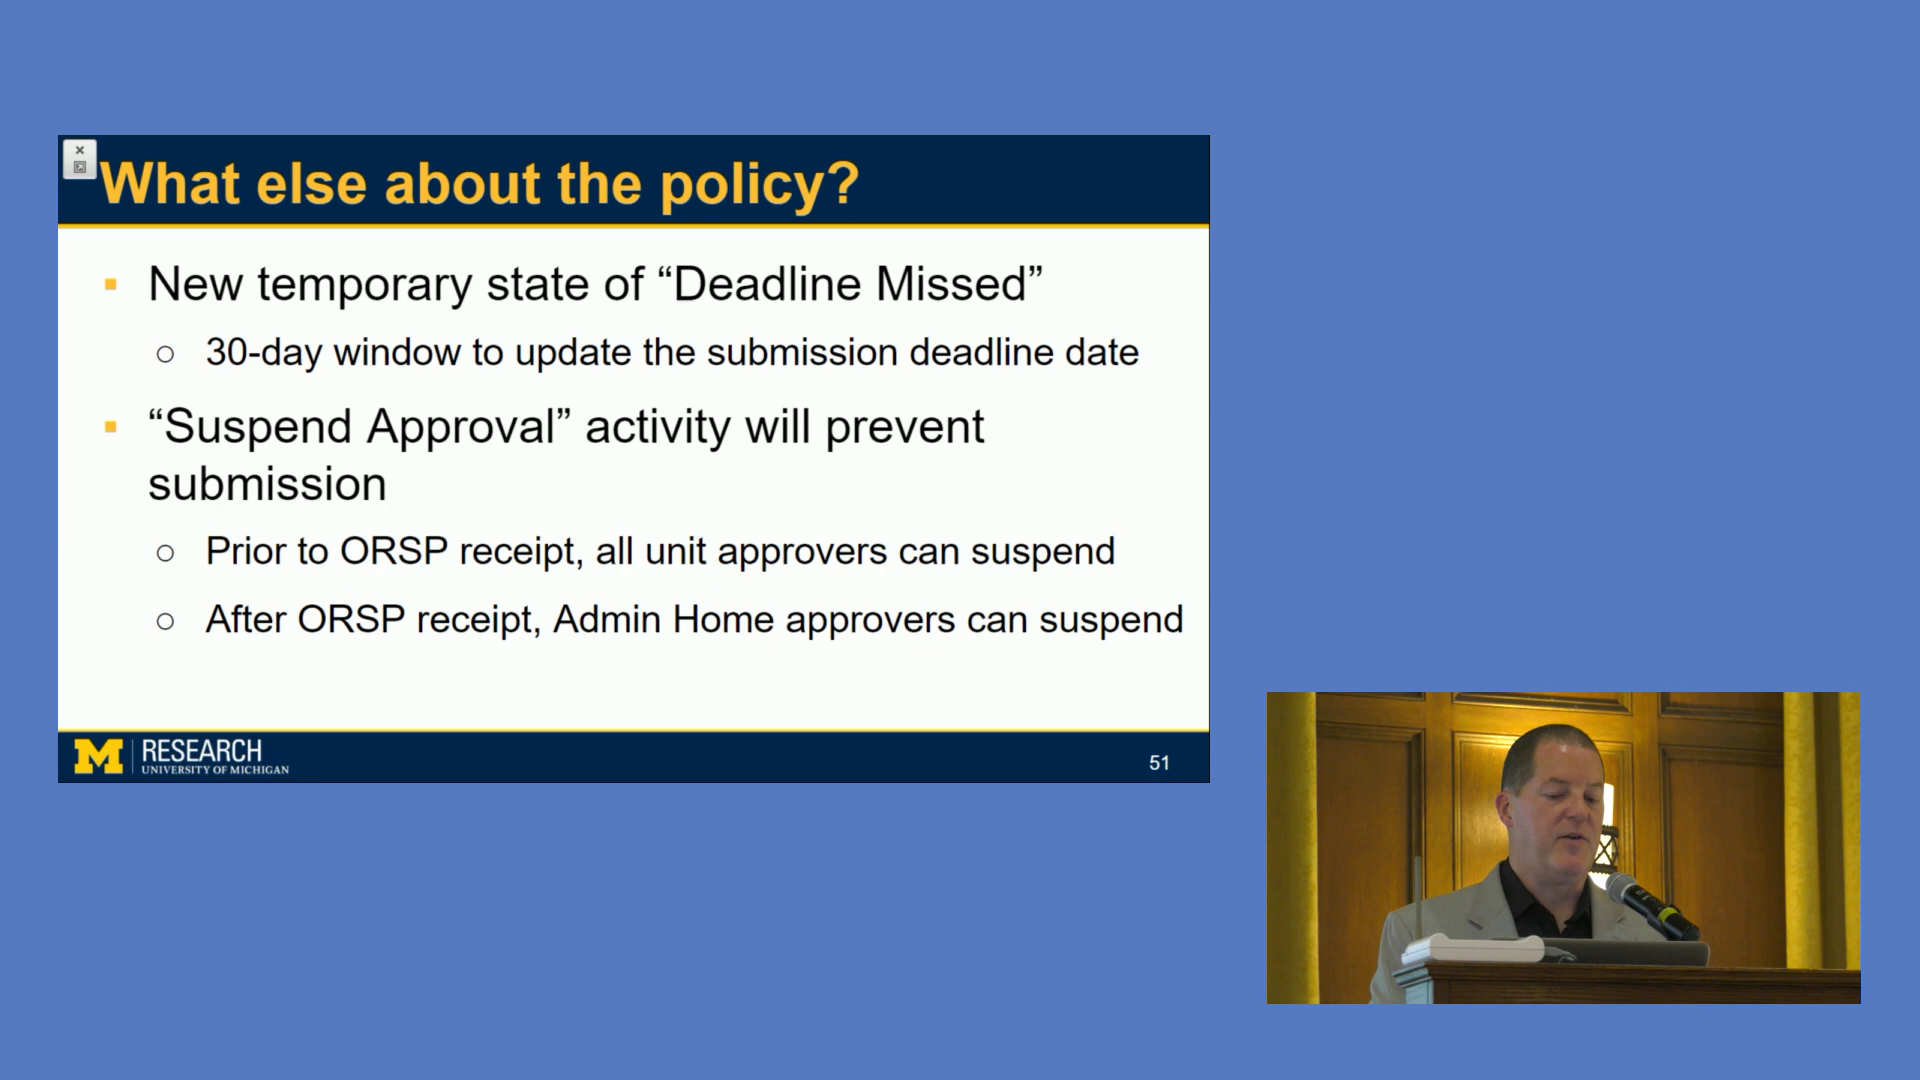 What else about the policy?
▪ New temporary state of “Deadline Missed”
○ 30-day window to update the submission deadline date
▪ “Suspend Approval” activity will prevent
submission
○ Prior to ORSP receipt, all unit approvers can suspend
○ After ORSP receipt, Admin Home approvers can suspend
M RESEARCH
UNIVERSITY OF MICHIGAN
51